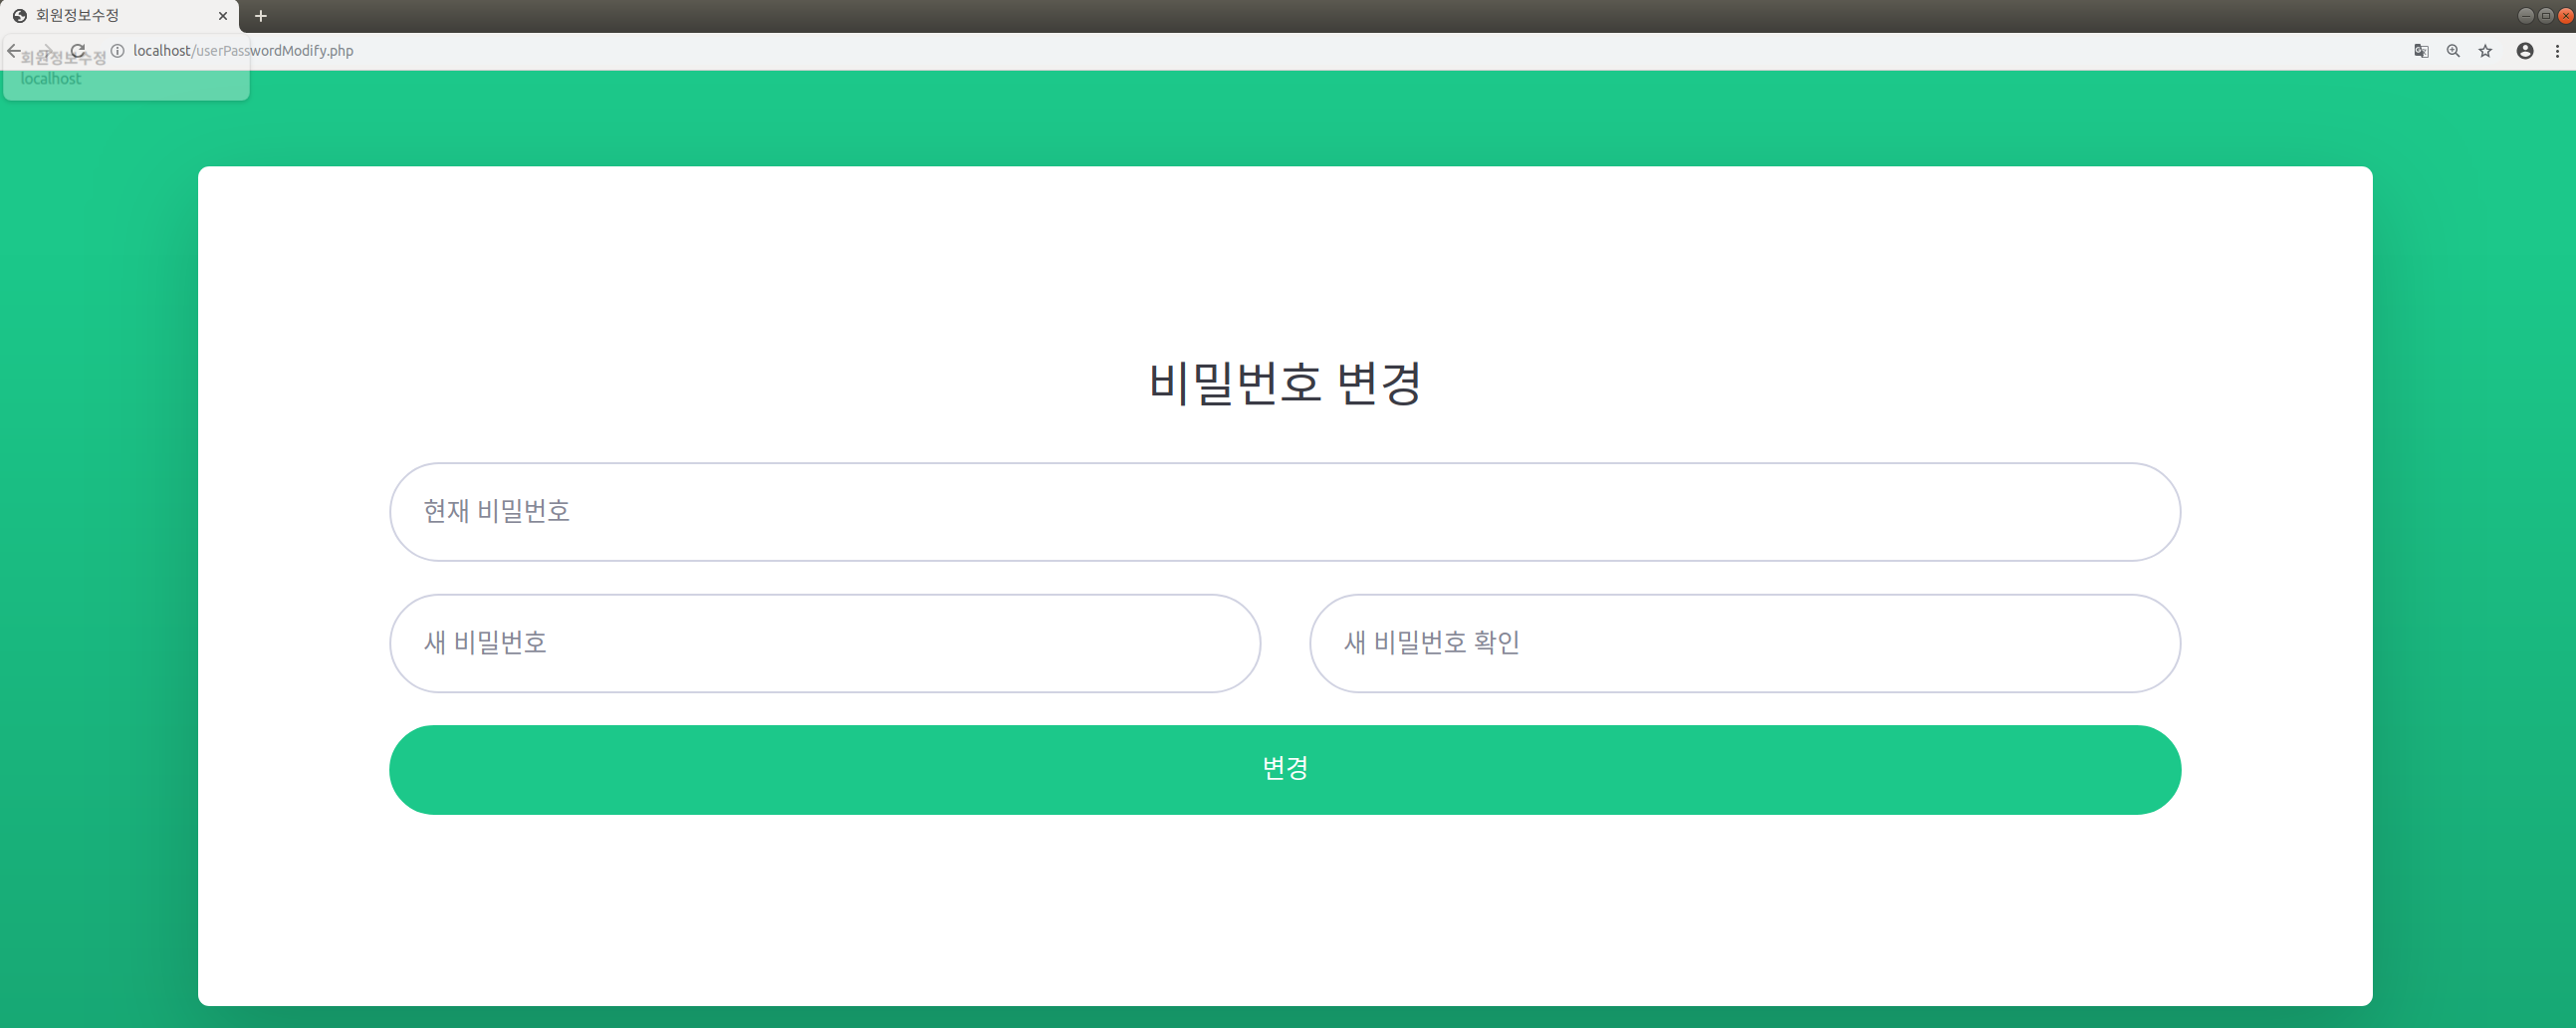 회원정보수정
localhost/userPasswordModify.php
회원정보수정
localhost
비밀번호 변경
현재 비밀번호
새 비밀번호
새 비밀번호 확인
변경